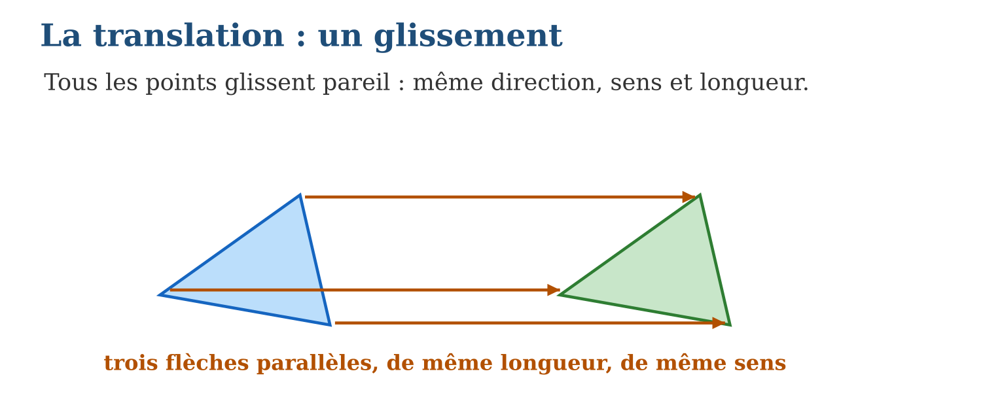 La translation : un glissement
Tous les points glissent pareil : même direction, sens et longueur.
trois flèches parallèles, de même longueur, de même sens